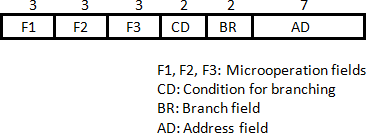 3 3 3 2 2 7
F1 F2 F3 CD BR AD
F1, F2, F3: Microoperation fields
CD: Condition for branching
BR: Branch field
AD: Address field